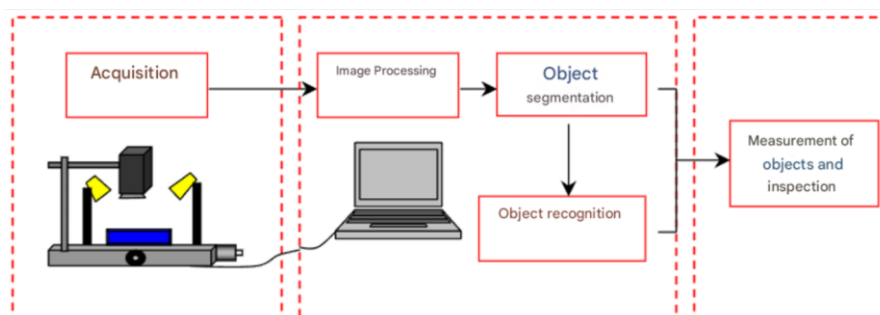 Acquisition
Image Processing
Object
segmentation
Object recognition
Measurement of
objects and
inspection